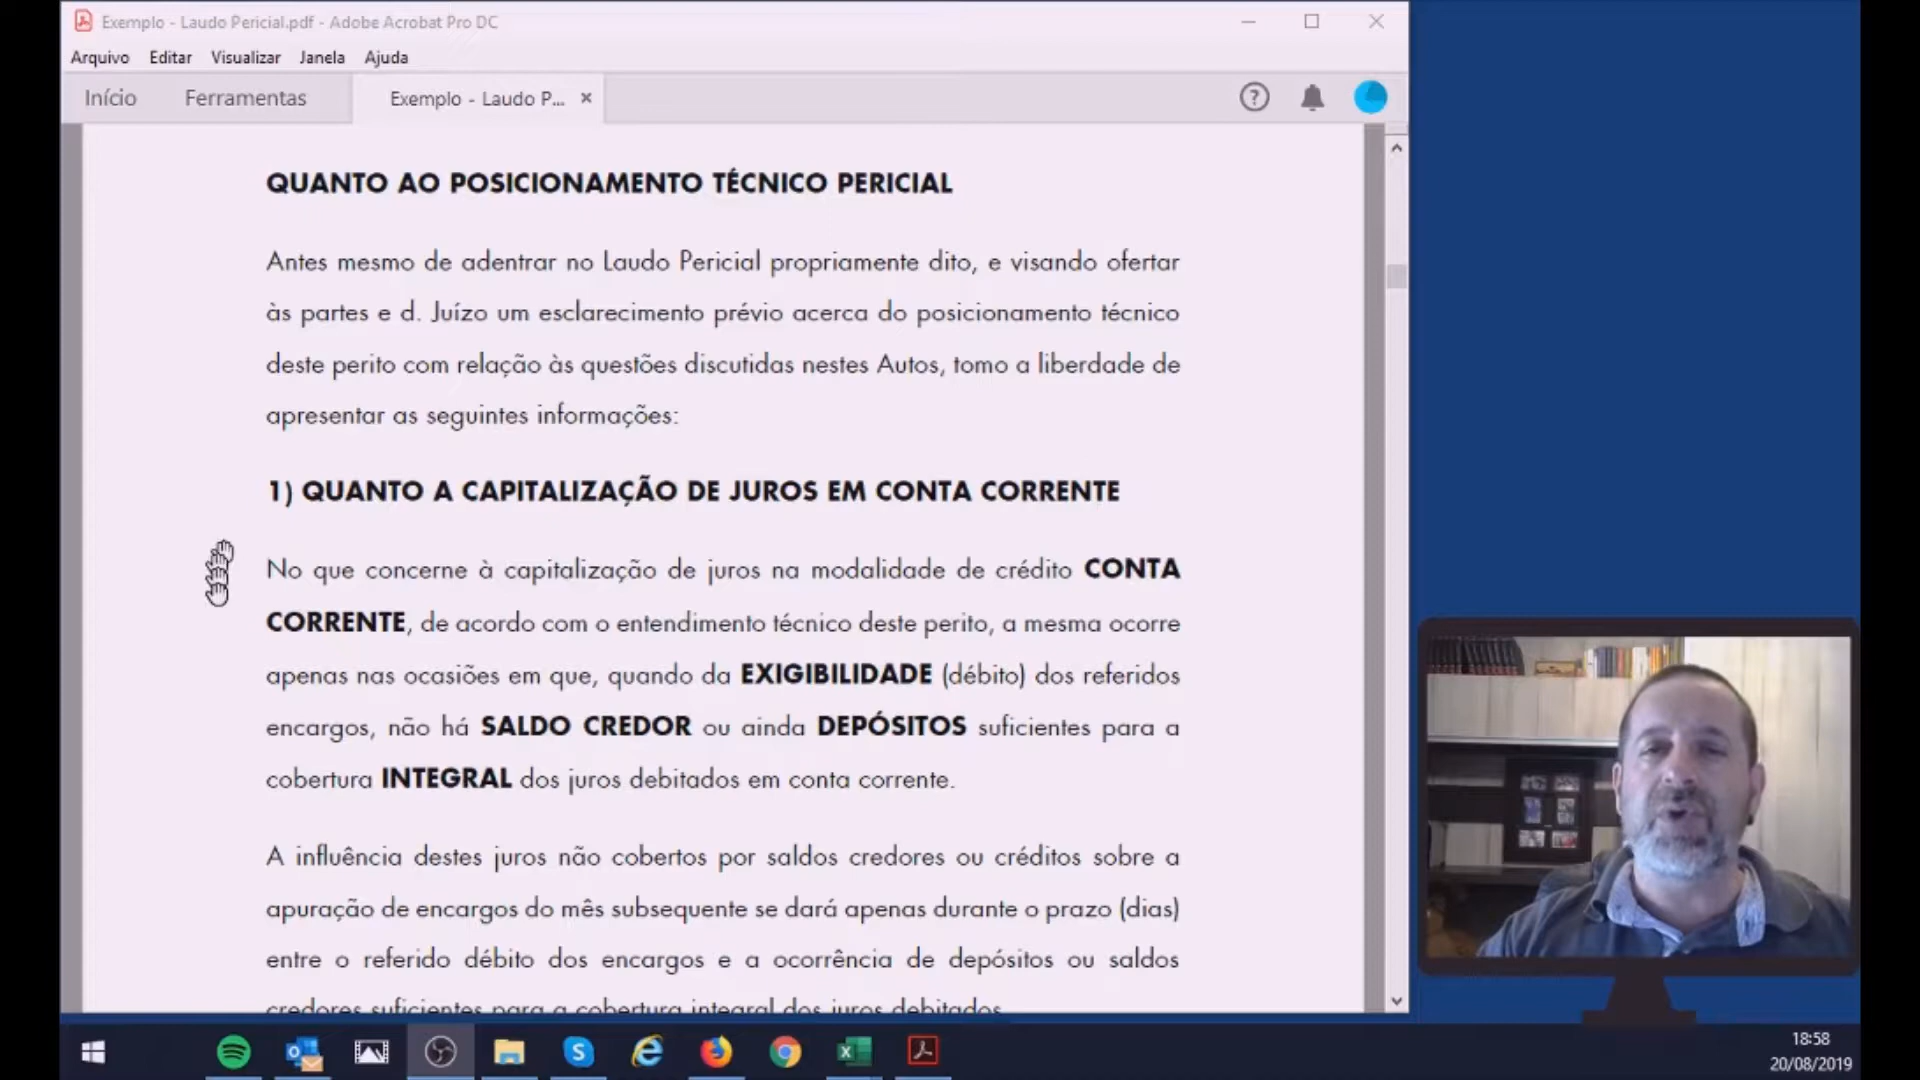 Exemplo - Laudo Pericial.pdf - Adobe Acrobat Pro DC
Arquivo Editar Visualizar Janela Ajuda
Início Ferramentas Exemplo - Laudo P... ×
QUANTO AO POSICIONAMENTO TÉCNICO PERICIAL
Antes mesmo de adentrar no Laudo Pericial propriamente dito, e visando ofertar
às partes e d. Juízo um esclarecimento prévio acerca do posicionamento técnico
deste perito com relação às questões discutidas nestes Autos, tomo a liberdade de
apresentar as seguintes informações:
1) QUANTO A CAPITALIZAÇÃO DE JUROS EM CONTA CORRENTE
No que concerne à capitalização de juros na modalidade de crédito CONTA
CORRENTE, de acordo com o entendimento técnico deste perito, a mesma ocorre
apenas nas ocasiões em que, quando da EXIGIBILIDADE (débito) dos referidos
encargos, não há SALDO CREDOR ou ainda DEPÓSITOS suficientes para a
cobertura INTEGRAL dos juros debitados em conta corrente.
A influência destes juros não cobertos por saldos credores ou créditos sobre a
apuração de encargos do mês subsequente se dará apenas durante o prazo (dias)
entre o referido débito dos encargos e a ocorrência de depósitos ou saldos
credores suficientes para a cobertura integral dos juros debitados.
18:58
20/08/2019